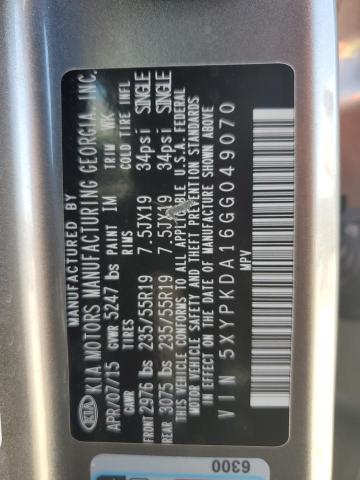 MANUFACTURED BY
KIA KIA MOTORS MANUFACTURING GEORGIA, INC.
APR/07/15 GVWR 5247 lbs PAINT IM TRIM WK
GAWR TIRES RIMS COLD TIRE INFL
FRONT 2976 lbs 235/55R19 7.5JX19 34psi SINGLE
REAR 3075 lbs 235/55R19 7.5JX19 34psi SINGLE
THIS VEHICLE CONFORMS TO ALL APPLICABLE U.S.A. FEDERAL
MOTOR VEHICLE SAFETY AND THEFT PREVENTION STANDARDS
IN EFFECT ON THE DATE OF MANUFACTURE SHOWN ABOVE
VIN 5XYPKDA16GG049070
MPV
6300